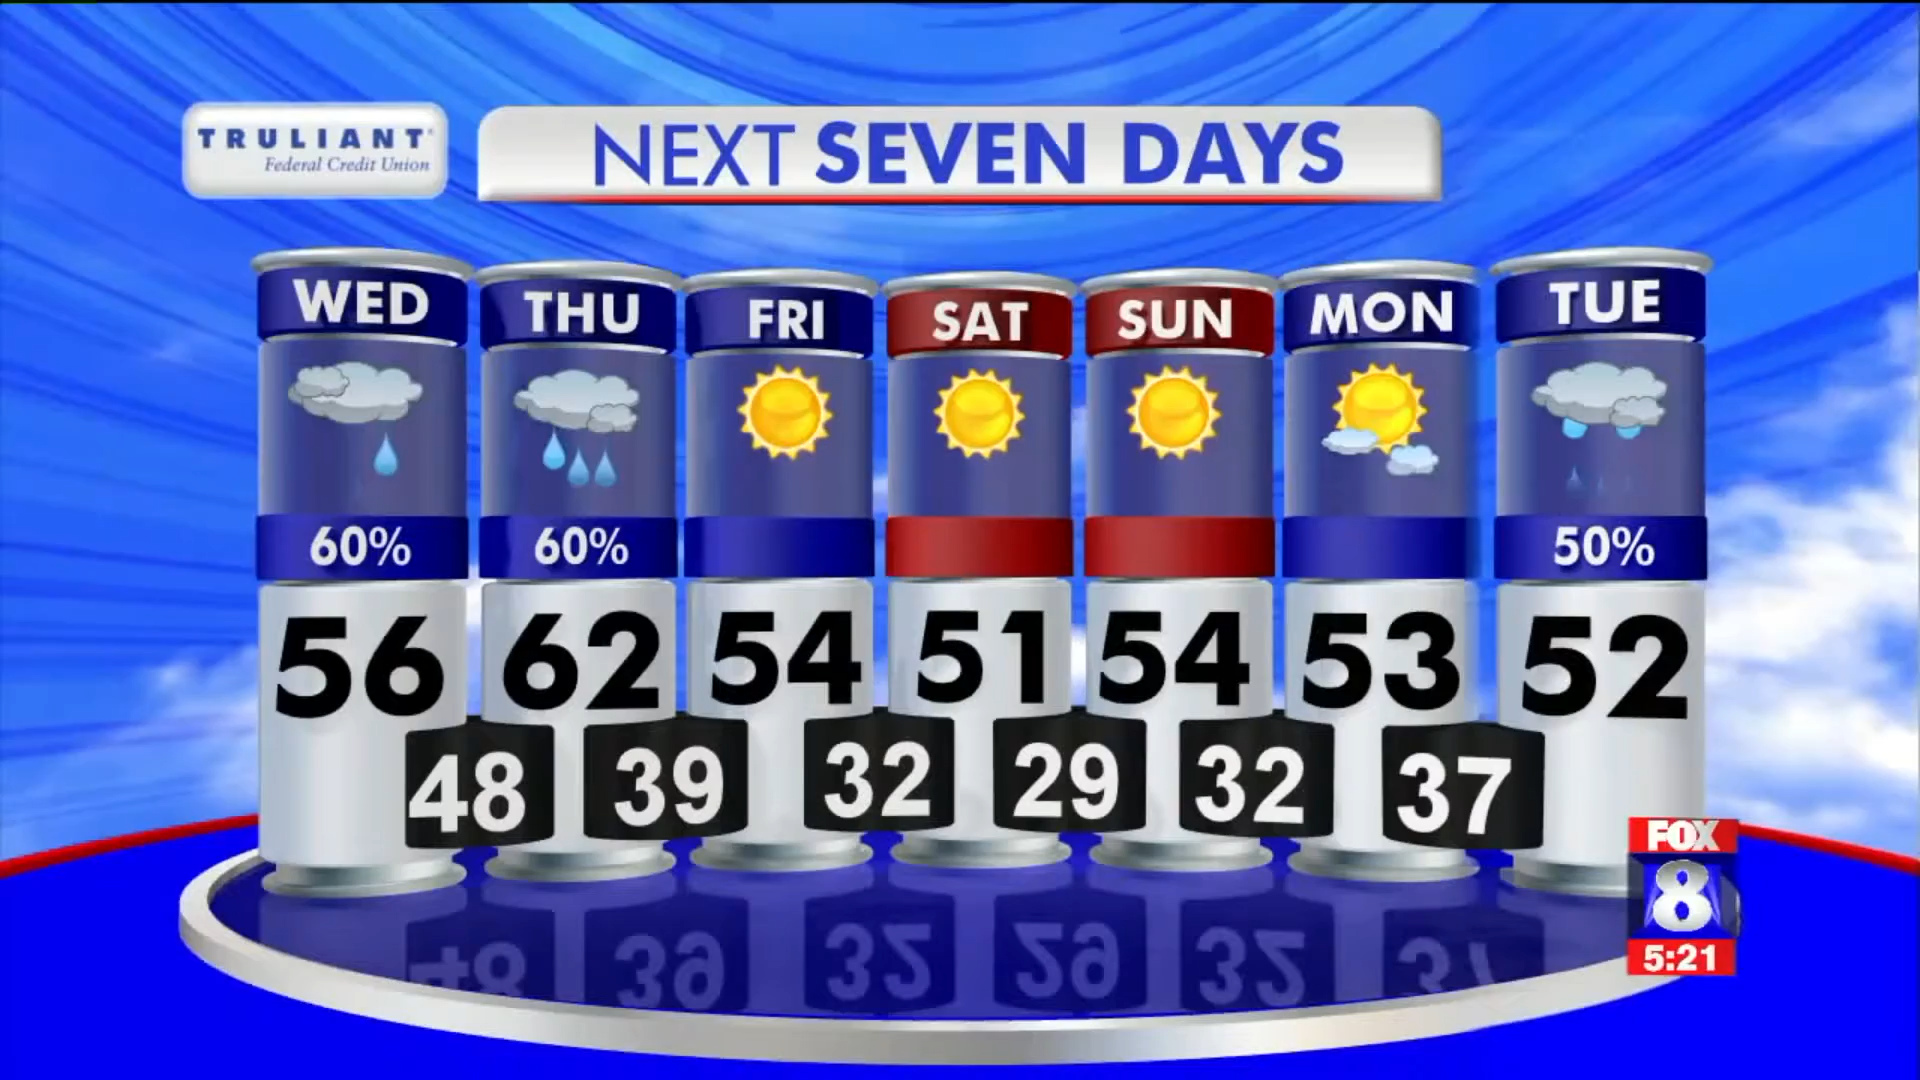 TRULIANT
Federal Credit Union
NEXT SEVEN DAYS
WED THU FRI SAT SUN MON TUE
60% 60% 50%
56 62 54 51 54 53 52
48 39 32 29 32 37
FOX
8
5:21